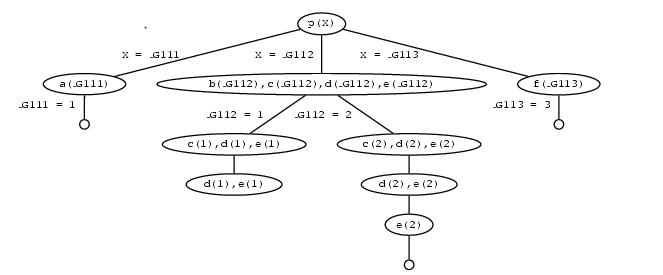 p(X)
X = _G111
X = _G112
X = _G113
a(_G111)
b(_G112),c(_G112),d(_G112),e(_G112)
f(_G113)
_G111 = 1
_G112 = 1
_G112 = 2
_G113 = 3
c(1),d(1),e(1)
c(2),d(2),e(2)
d(1),e(1)
d(2),e(2)
e(2)